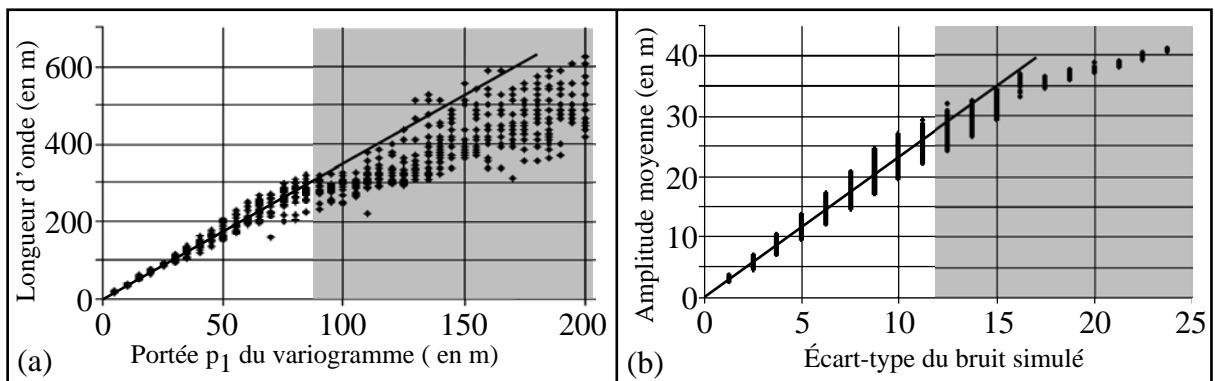 Longueur d'onde (en m)
600
400
200
0
0 50 100 150 200
Portée p1 du variogramme ( en m)
(a)
Amplitude moyenne (en m)
40
35
30
20
10
0
0 5 10 15 20 25
Écart-type du bruit simulé
(b)